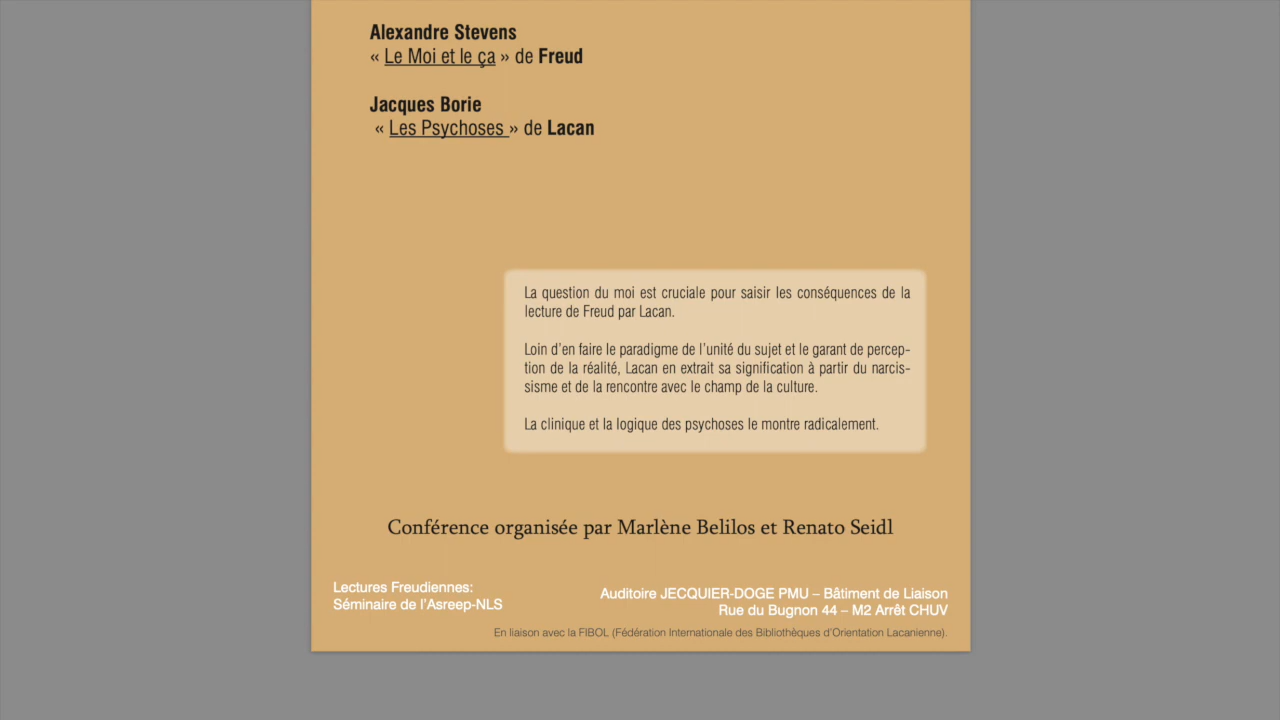 Alexandre Stevens
« Le Moi et le ça » de Freud
Jacques Borie
« Les Psychoses » de Lacan
La question du moi est cruciale pour saisir les conséquences de la
lecture de Freud par Lacan.
Loin d'en faire le paradigme de l'unité du sujet et le garant de percep-
tion de la réalité, Lacan en extrait sa signification à partir du narcis-
sisme et de la rencontre avec le champ de la culture.
La clinique et la logique des psychoses le montre radicalement.
Conférence organisée par Marlène Belilos et Renato Seidl
Lectures Freudiennes:
Séminaire de l'Asreep-NLS
Auditoire JECQUIER-DOGE PMU – Bâtiment de Liaison
Rue du Bugnon 44 – M2 Arrêt CHUV
En liaison avec la FIBOL (Fédération Internationale des Bibliothèques d'Orientation Lacanienne).